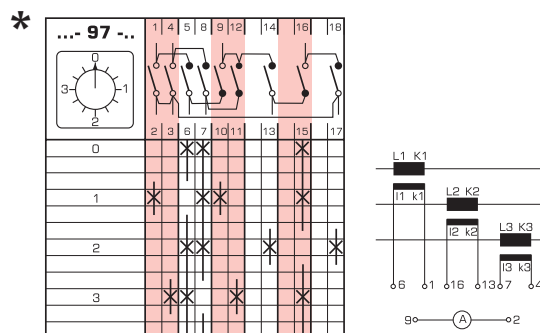 *
...- 97 -..
1 4 5 8 9 12 14 16 18
0
3 1
2
2 3 6 7 10 11 13 15 17
0
1
2
3
L1 K1
l1 k1
L2 K2
l2 k2
L3 K3
l3 k3
6 1 16 13 7 4
9 A 2